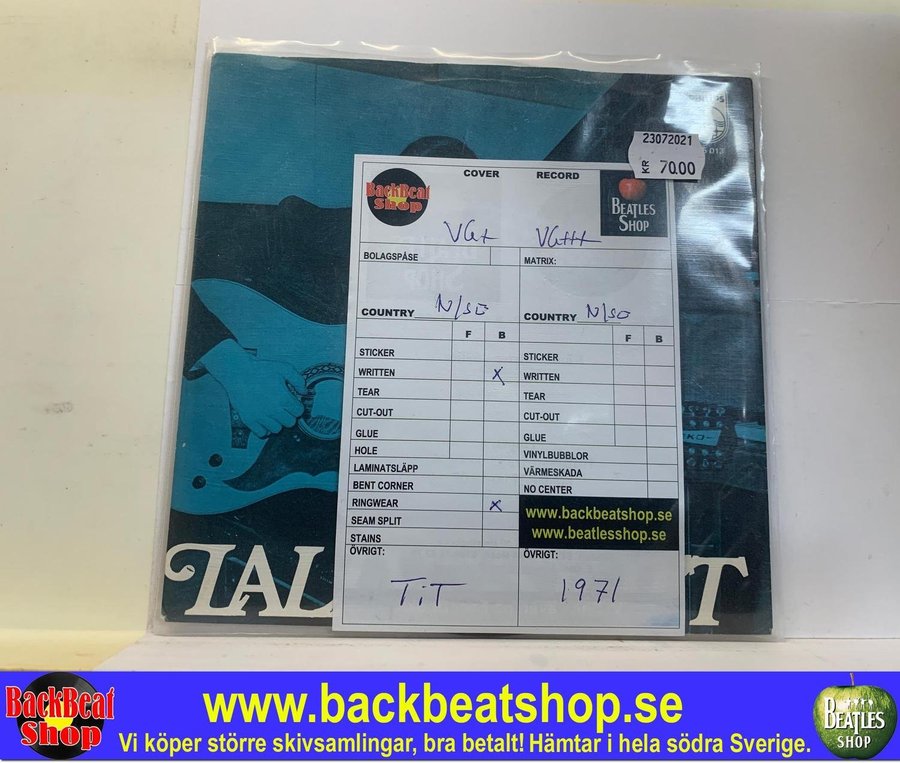 23072021
KR 70.00
COVER RECORD
BackBeat Shop
BEATLES SHOP
VG+ VG+++
BOLAGSPÅSE MATRIX:
COUNTRY N/SE COUNTRY N/SE
F B F B
STICKER STICKER
WRITTEN X WRITTEN
TEAR TEAR
CUT-OUT CUT-OUT
GLUE GLUE
HOLE VINYLBUBBLOR
LAMINATSLÄPP VÄRMESKADA
BENT CORNER NO CENTER
RINGWEAR X
SEAM SPLIT
STAINS
www.backbeatshop.se
www.beatlesshop.se
ÖVRIGT: ÖVRIGT:
TiT 1971
BackBeat Shop
www.backbeatshop.se
Vi köper större skivsamlingar, bra betalt! Hämtar i hela södra Sverige.
BEATLES SHOP